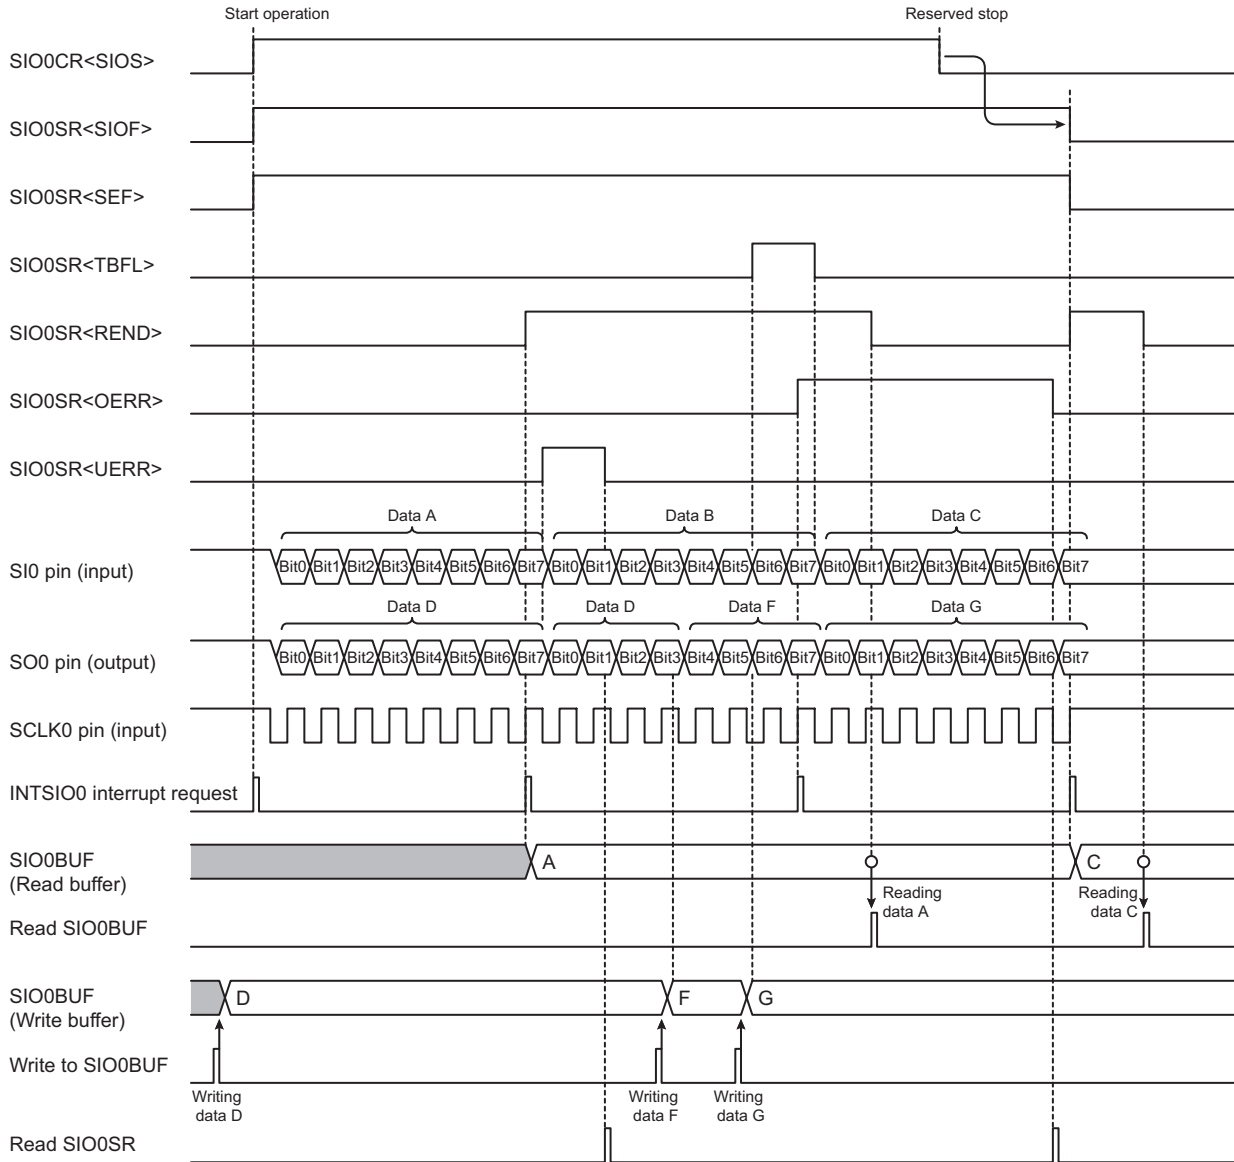 Start operation
Reserved stop
SIO0CR<SIOS>
SIO0SR<SIOF>
SIO0SR<SEF>
SIO0SR<TBFL>
SIO0SR<REND>
SIO0SR<OERR>
SIO0SR<UERR>
Data A
Data B
Data C
SI0 pin (input)
Bit0 Bit1 Bit2 Bit3 Bit4 Bit5 Bit6 Bit7 Bit0 Bit1 Bit2 Bit3 Bit4 Bit5 Bit6 Bit7 Bit0 Bit1 Bit2 Bit3 Bit4 Bit5 Bit6 Bit7
Data D
Data D
Data F
Data G
SO0 pin (output)
Bit0 Bit1 Bit2 Bit3 Bit4 Bit5 Bit6 Bit7 Bit0 Bit1 Bit2 Bit3 Bit4 Bit5 Bit6 Bit7 Bit0 Bit1 Bit2 Bit3 Bit4 Bit5 Bit6 Bit7
SCLK0 pin (input)
INTSIO0 interrupt request
SIO0BUF
(Read buffer)
A
C
Reading
data A
Reading
data C
Read SIO0BUF
SIO0BUF
(Write buffer)
D
F
G
Write to SIO0BUF
Writing
data D
Writing
data F
Writing
data G
Read SIO0SR